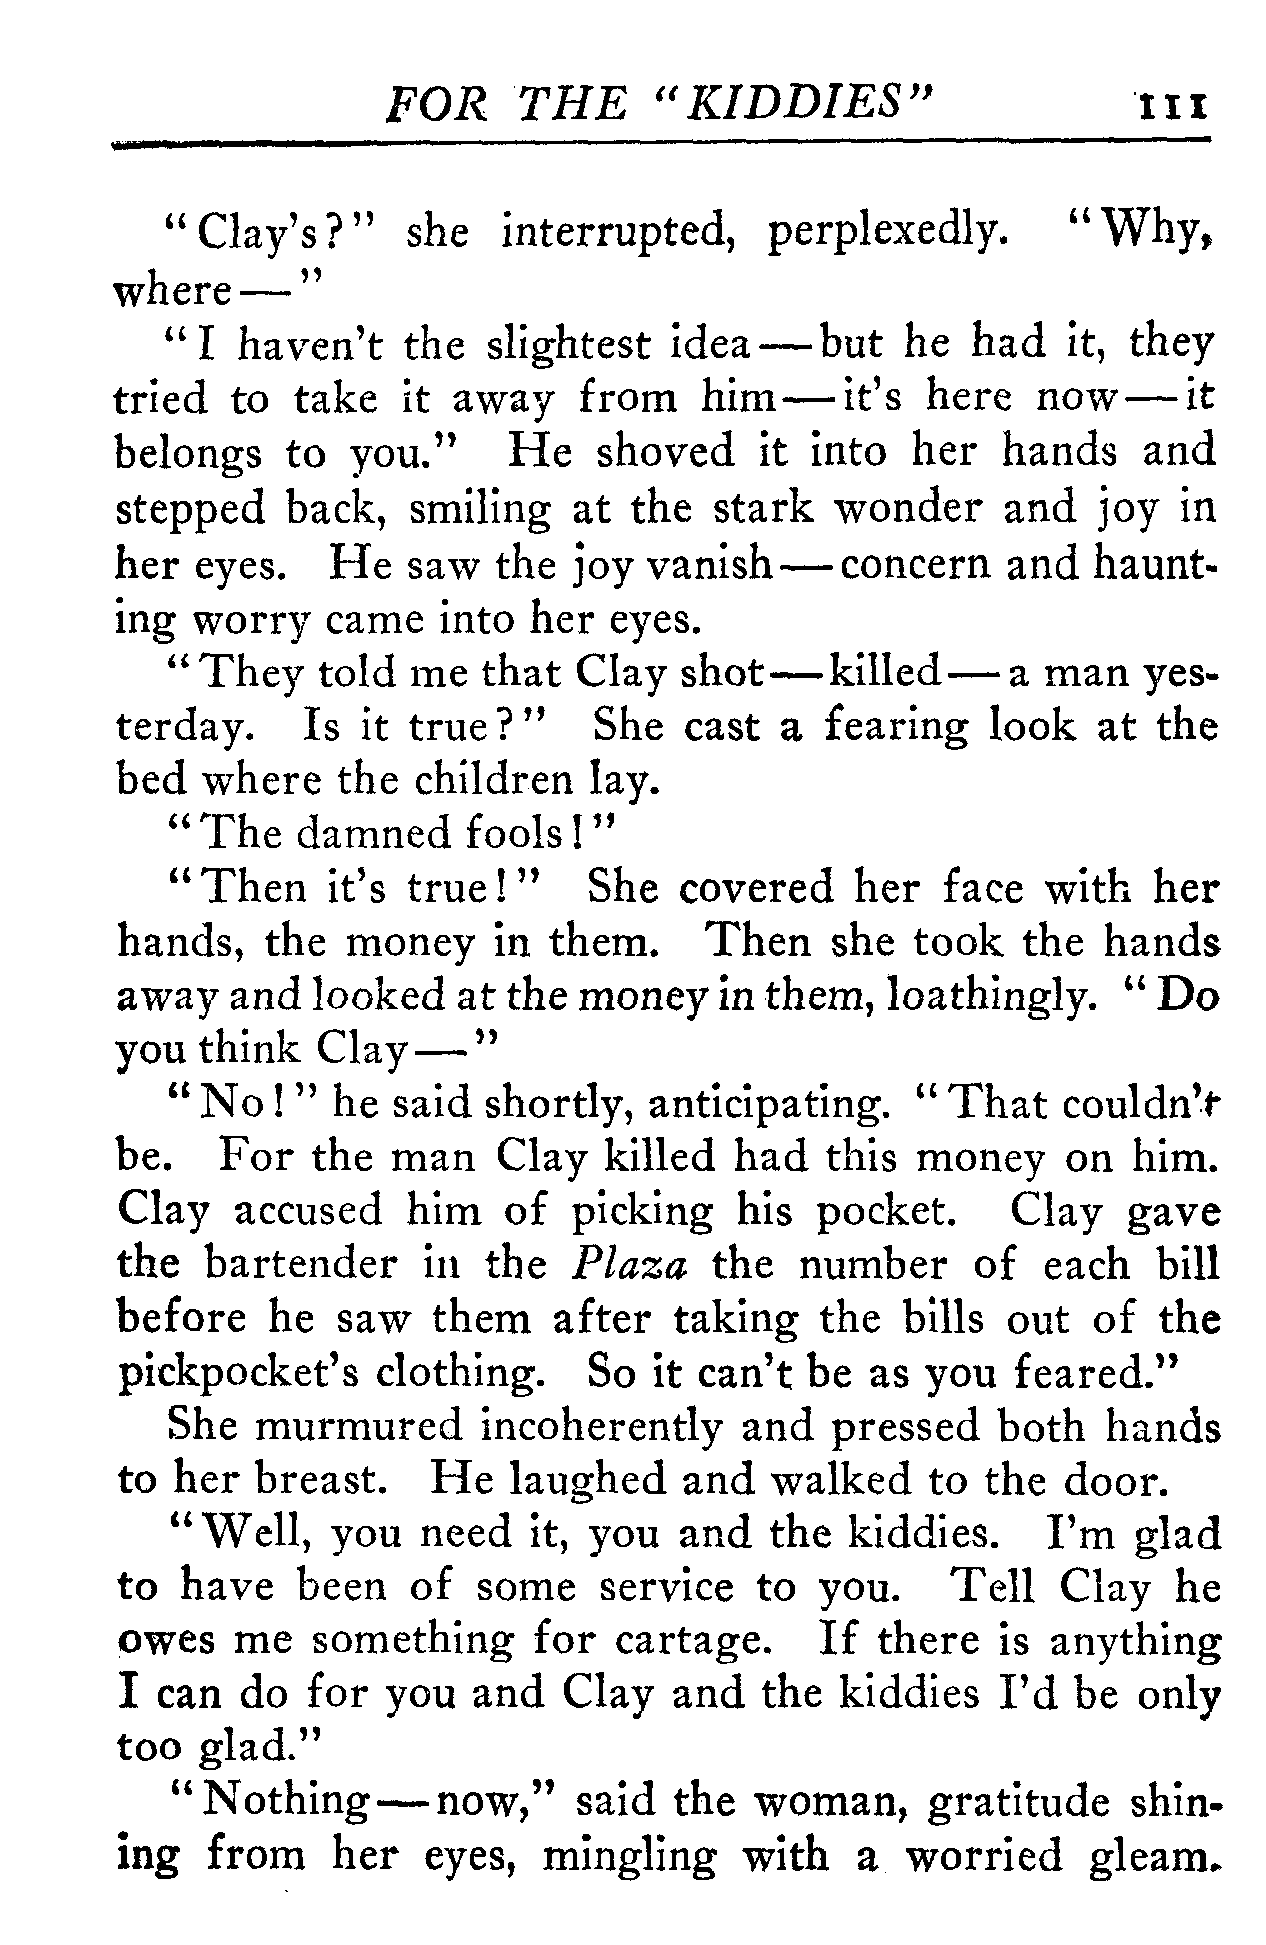 FOR THE "KIDDIES" 111
"Clay's?" she interrupted, perplexedly. "Why,
where—"
"I haven't the slightest idea—but he had it, they
tried to take it away from him—it's here now—it
belongs to you." He shoved it into her hands and
stepped back, smiling at the stark wonder and joy in
her eyes. He saw the joy vanish—concern and haunt-
ing worry came into her eyes.
"They told me that Clay shot—killed—a man yes-
terday. Is it true?" She cast a fearing look at the
bed where the children lay.
"The damned fools!"
"Then it's true!" She covered her face with her
hands, the money in them. Then she took the hands
away and looked at the money in them, loathingly. "Do
you think Clay—"
"No!" he said shortly, anticipating. "That couldn't
be. For the man Clay killed had this money on him.
Clay accused him of picking his pocket. Clay gave
the bartender in the Plaza the number of each bill
before he saw them after taking the bills out of the
pickpocket's clothing. So it can't be as you feared."
She murmured incoherently and pressed both hands
to her breast. He laughed and walked to the door.
"Well, you need it, you and the kiddies. I'm glad
to have been of some service to you. Tell Clay he
owes me something for cartage. If there is anything
I can do for you and Clay and the kiddies I'd be only
too glad."
"Nothing—now," said the woman, gratitude shin-
ing from her eyes, mingling with a worried gleam.